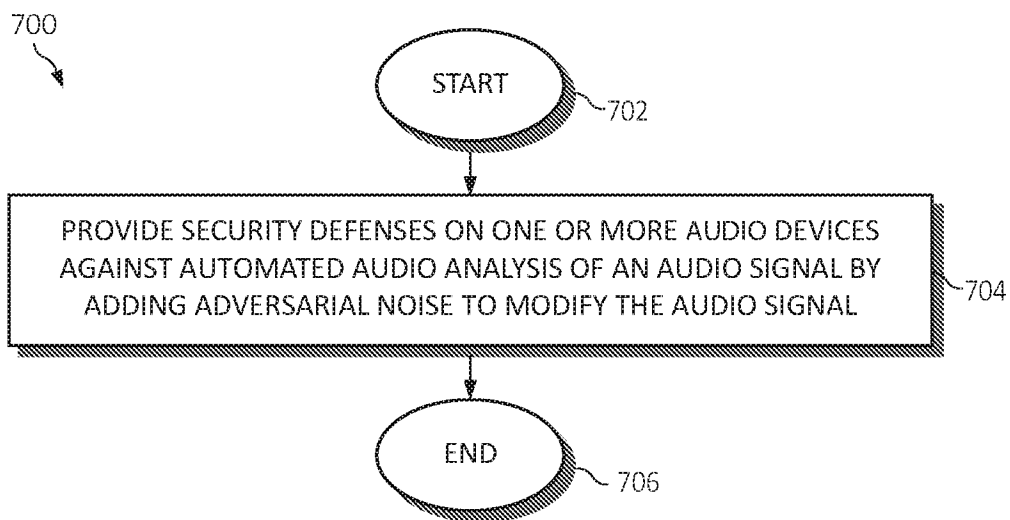 700
START
702
PROVIDE SECURITY DEFENSES ON ONE OR MORE AUDIO DEVICES
AGAINST AUTOMATED AUDIO ANALYSIS OF AN AUDIO SIGNAL BY
ADDING ADVERSARIAL NOISE TO MODIFY THE AUDIO SIGNAL
704
END
706